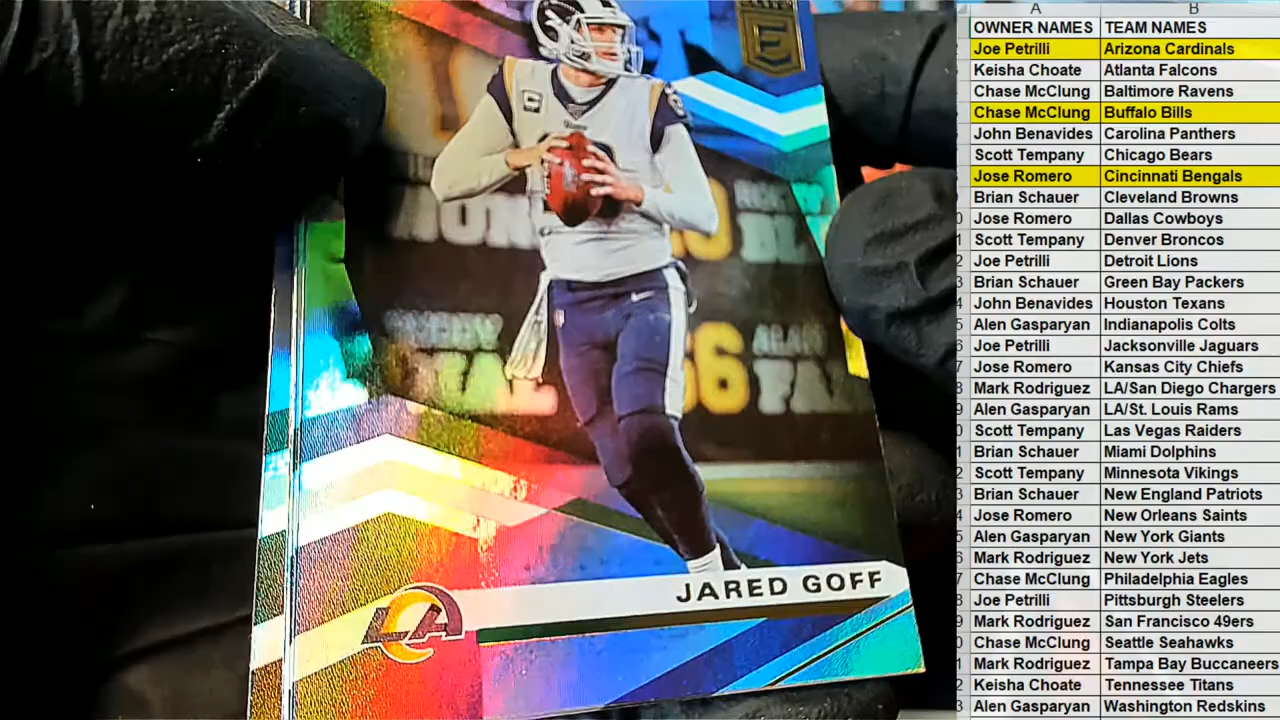 E
C
56
JARED GOFF
LA
A B
OWNER NAMES TEAM NAMES
Joe Petrilli Arizona Cardinals
Keisha Choate Atlanta Falcons
Chase McClung Baltimore Ravens
Chase McClung Buffalo Bills
John Benavides Carolina Panthers
Scott Tempany Chicago Bears
Jose Romero Cincinnati Bengals
Brian Schauer Cleveland Browns
Jose Romero Dallas Cowboys
Scott Tempany Denver Broncos
Joe Petrilli Detroit Lions
Brian Schauer Green Bay Packers
John Benavides Houston Texans
Alen Gasparyan Indianapolis Colts
Joe Petrilli Jacksonville Jaguars
Jose Romero Kansas City Chiefs
Mark Rodriguez LA/San Diego Chargers
Alen Gasparyan LA/St. Louis Rams
Scott Tempany Las Vegas Raiders
Brian Schauer Miami Dolphins
Scott Tempany Minnesota Vikings
Brian Schauer New England Patriots
Jose Romero New Orleans Saints
Alen Gasparyan New York Giants
Mark Rodriguez New York Jets
Chase McClung Philadelphia Eagles
Joe Petrilli Pittsburgh Steelers
Mark Rodriguez San Francisco 49ers
Chase McClung Seattle Seahawks
Mark Rodriguez Tampa Bay Buccaneers
Keisha Choate Tennessee Titans
Alen Gasparyan Washington Redskins